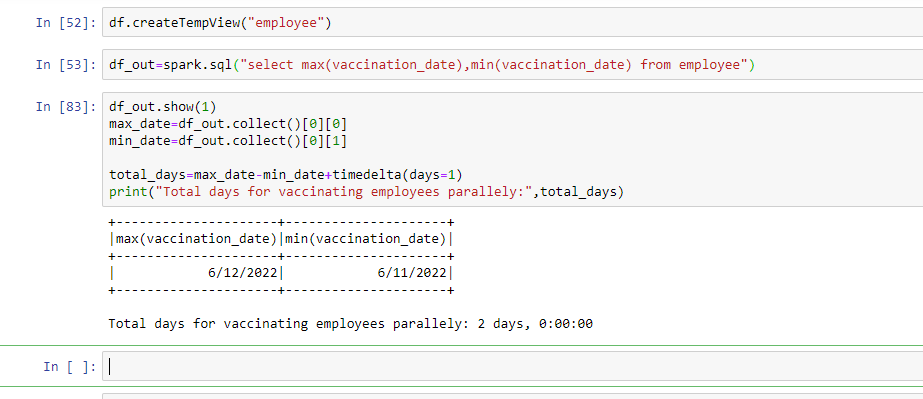 In [52]: df.createTempView("employee")
In [53]: df_out=spark.sql("select max(vaccination_date),min(vaccination_date) from employee")
In [83]: df_out.show(1)
max_date=df_out.collect()[0][0]
min_date=df_out.collect()[0][1]
total_days=max_date-min_date+timedelta(days=1)
print("Total days for vaccinating employees parallely:",total_days)
+---------------------+---------------------+
|max(vaccination_date)|min(vaccination_date)|
+---------------------+---------------------+
|            6/12/2022|            6/11/2022|
+---------------------+---------------------+
Total days for vaccinating employees parallely: 2 days, 0:00:00
In [ ]: